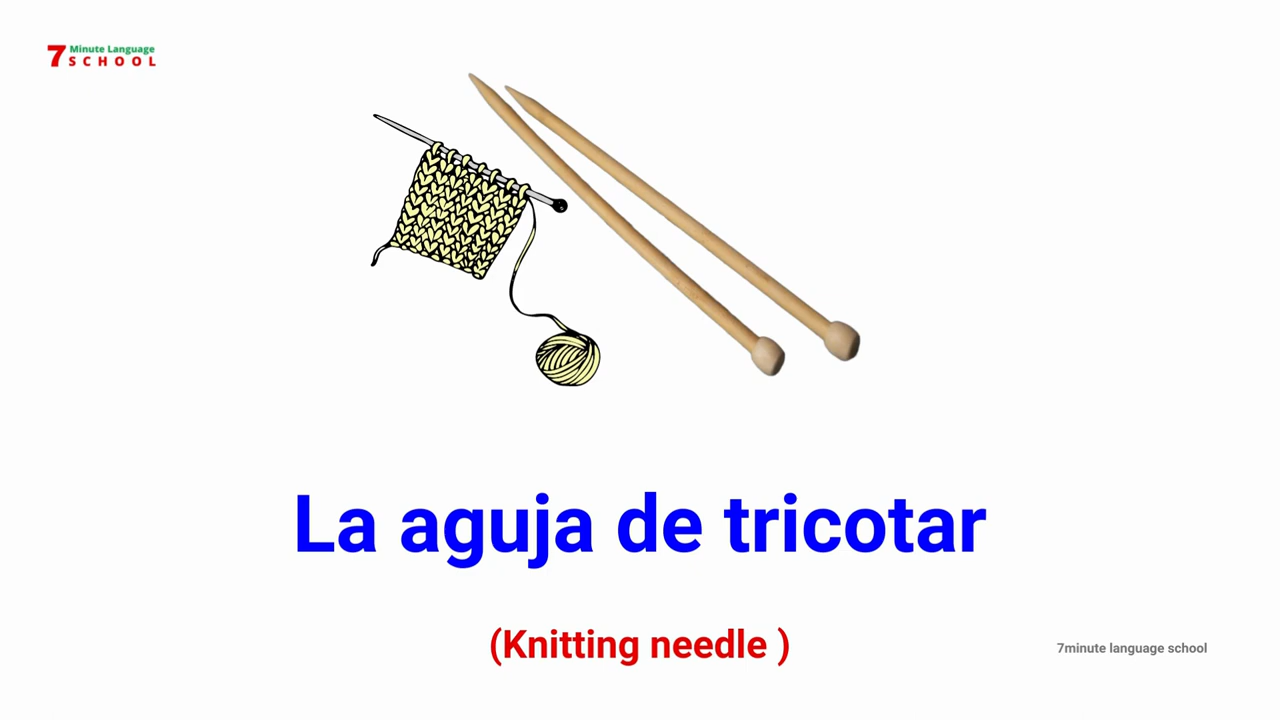 7 Minute Language
SCHOOL
La aguja de tricotar
(Knitting needle )
7minute language school